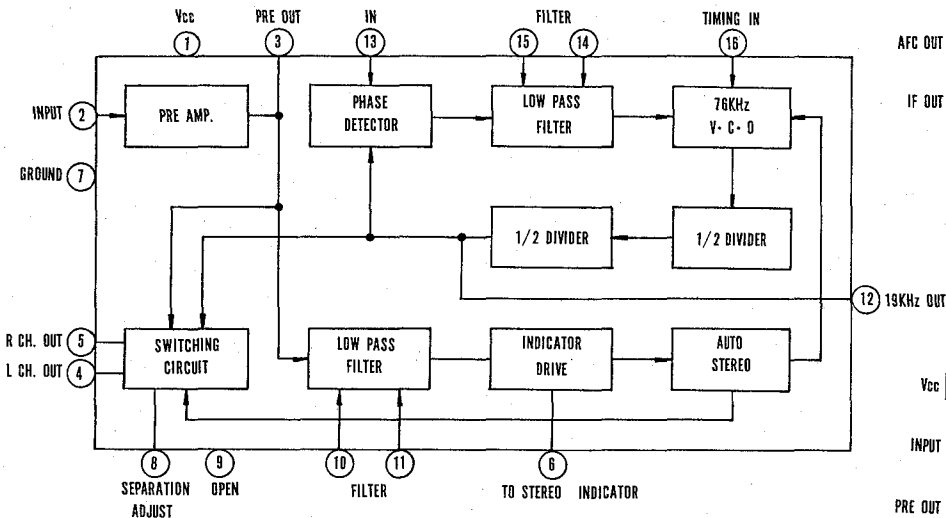 Vcc
1
PRE OUT
3
IN
13
FILTER
15
14
TIMING IN
16
AFC OUT
INPUT
2
PRE AMP.
PHASE
DETECTOR
LOW PASS
FILTER
76KHz
V·C·O
IF OUT
GROUND
7
1/2 DIVIDER
1/2 DIVIDER
12
19KHz OUT
R CH. OUT
5
L CH. OUT
4
SWITCHING
CIRCUIT
LOW PASS
FILTER
INDICATOR
DRIVE
AUTO
STEREO
Vcc
8
SEPARATION
ADJUST
9
OPEN
10
11
FILTER
6
TO STEREO INDICATOR
INPUT
PRE OUT